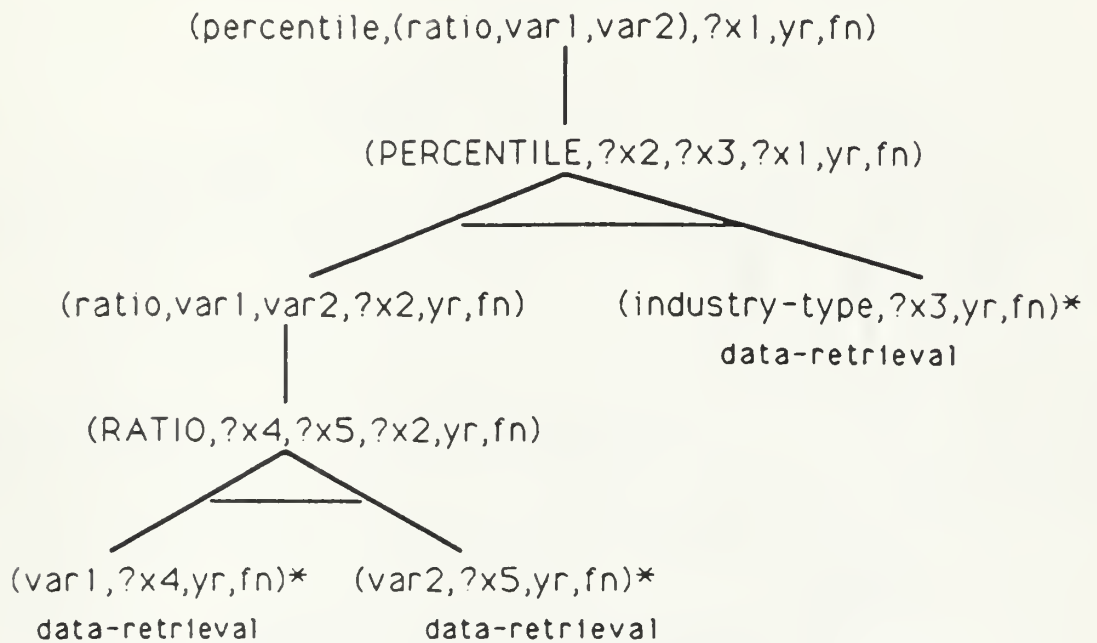 (percentile,(ratio,var1,var2),?x1,yr,fn)
(PERCENTILE,?x2,?x3,?x1,yr,fn)
(ratio,var1,var2,?x2,yr,fn)
(industry-type,?x3,yr,fn)*
data-retrieval
(RATIO,?x4,?x5,?x2,yr,fn)
(var1,?x4,yr,fn)*
(var2,?x5,yr,fn)*
data-retrieval
data-retrieval